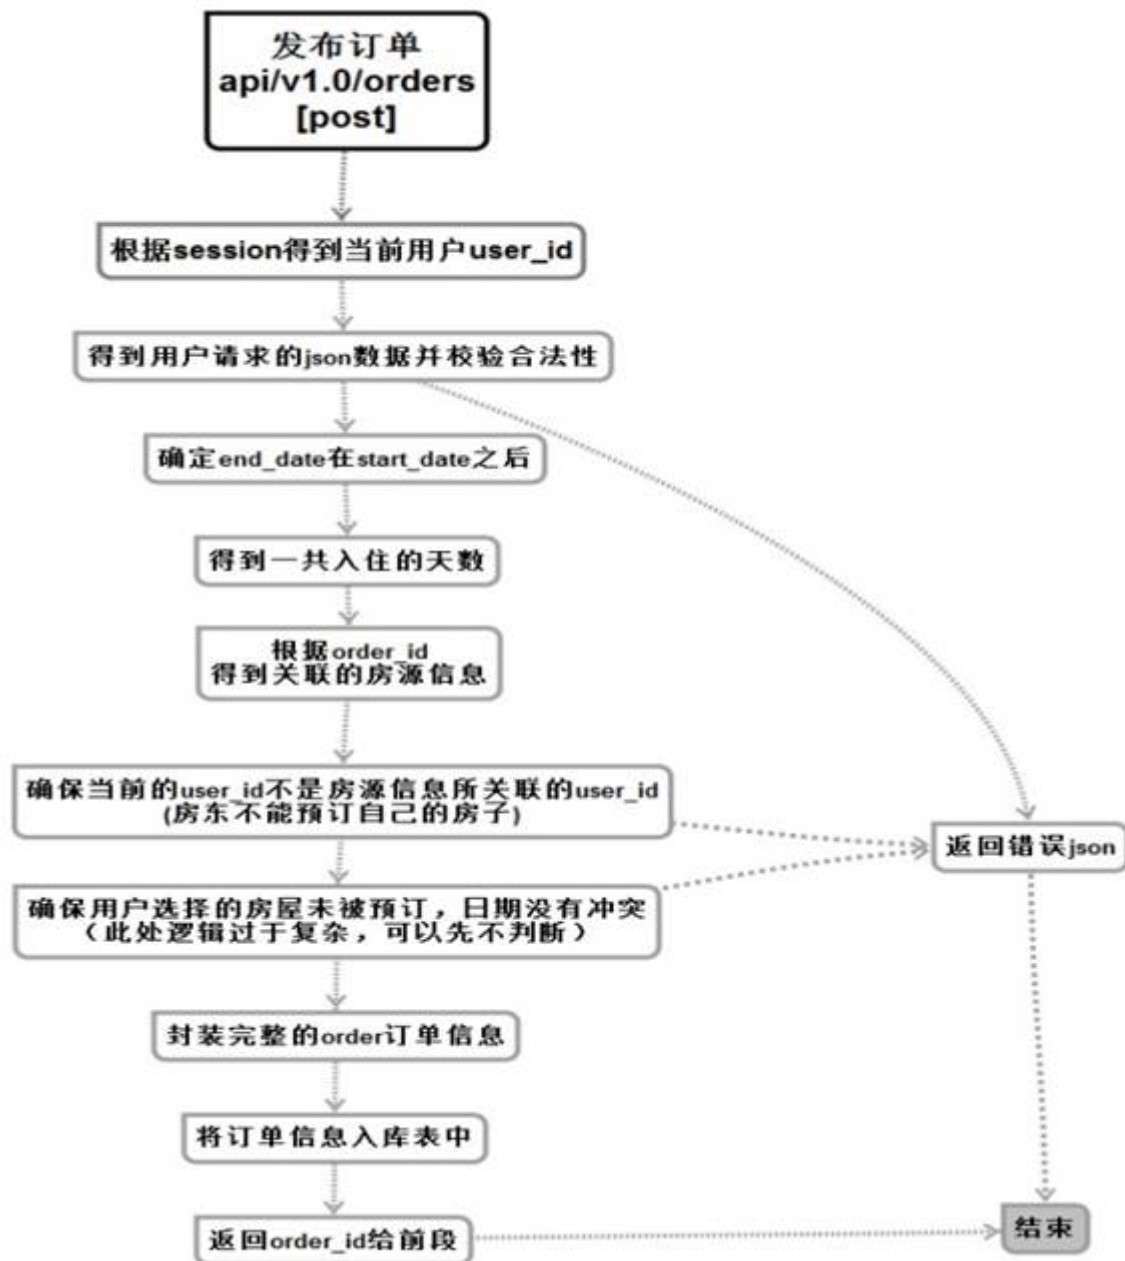 发布订单
api/v1.0/orders
[post]
根据session得到当前用户user_id
得到用户请求的json数据并校验合法性
确定end_date在start_date之后
得到一共入住的天数
根据order_id
得到关联的房源信息
确保当前的user_id不是房源信息所关联的user_id
(房东不能预订自己的房子)
返回错误json
确保用户选择的房屋未被预订，日期没有冲突
（此处逻辑过于复杂，可以先不判断）
封装完整的order订单信息
将订单信息入库表中
返回order_id给前段
结束